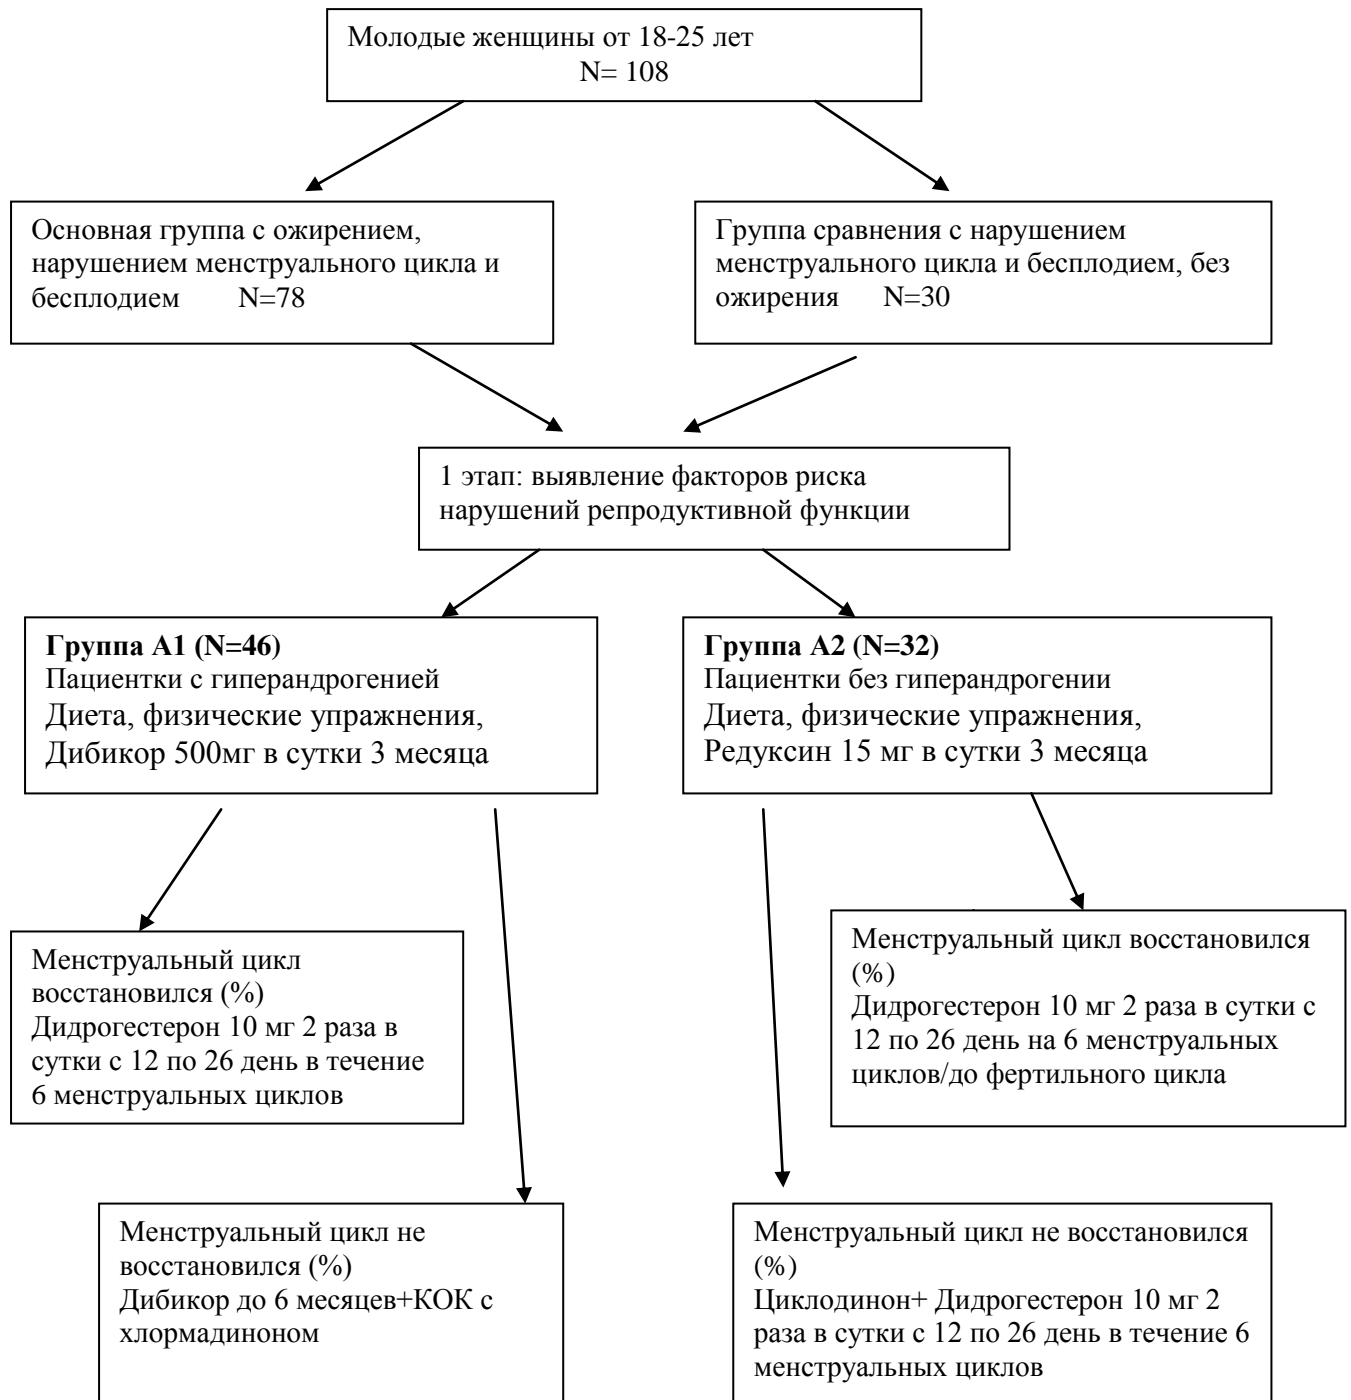 Молодые женщины от 18-25 лет
N= 108
Основная группа с ожирением,
нарушением менструального цикла и
бесплодием N=78
Группа сравнения с нарушением
менструального цикла и бесплодием, без
ожирения N=30
1 этап: выявление факторов риска
нарушений репродуктивной функции
Группа А1 (N=46)
Пациентки с гиперандрогенией
Диета, физические упражнения,
Дибикор 500мг в сутки 3 месяца
Группа А2 (N=32)
Пациентки без гиперандрогении
Диета, физические упражнения,
Редуксин 15 мг в сутки 3 месяца
Менструальный цикл
восстановился (%)
Дидрогестерон 10 мг 2 раза в
сутки с 12 по 26 день в течение
6 менструальных циклов
Менструальный цикл восстановился
(%)
Дидрогестерон 10 мг 2 раза в сутки с
12 по 26 день на 6 менструальных
циклов/до фертильного цикла
Менструальный цикл не
восстановился (%)
Дибикор до 6 месяцев+КОК с
хлормадиноном
Менструальный цикл не восстановился
(%)
Циклодинон+ Дидрогестерон 10 мг 2
раза в сутки с 12 по 26 день в течение 6
менструальных циклов